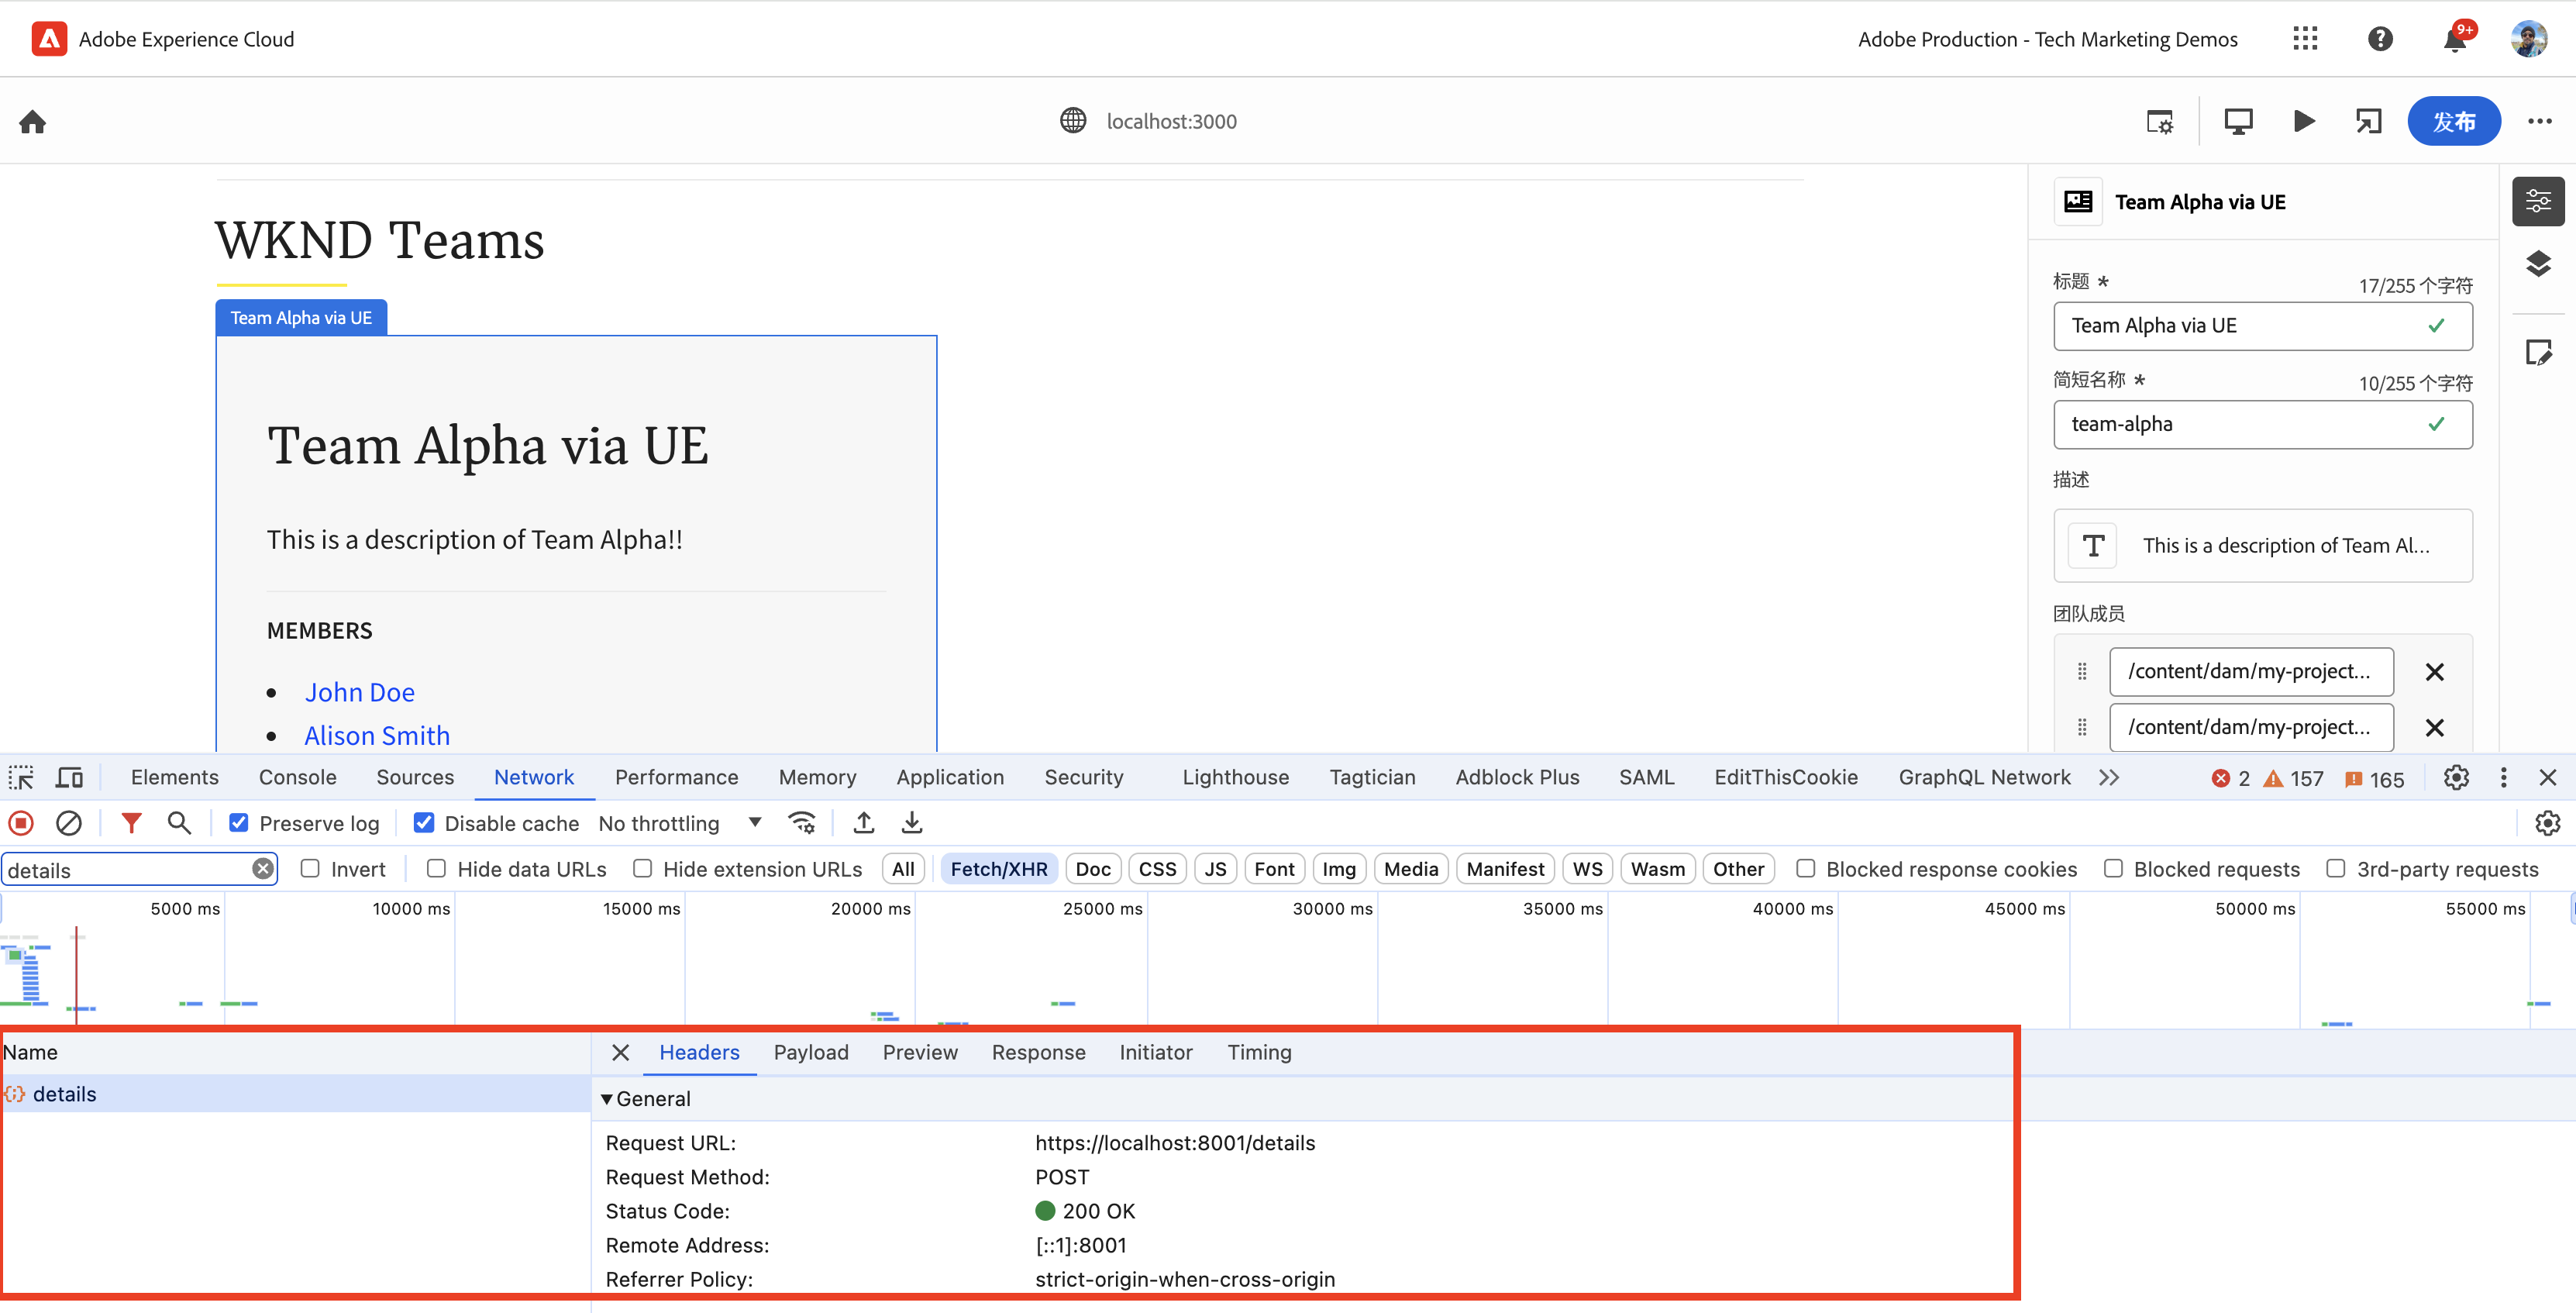 Adobe Experience Cloud
Adobe Production - Tech Marketing Demos
9+
localhost:3000
发布
WKND Teams
Team Alpha via UE
Team Alpha via UE
This is a description of Team Alpha!!
MEMBERS
John Doe
Alison Smith
Team Alpha via UE
标题 *
17/255 个字符
Team Alpha via UE
简短名称 *
10/255 个字符
team-alpha
描述
T This is a description of Team Al...
团队成员
/content/dam/my-project...
/content/dam/my-project...
Elements Console Sources Network Performance Memory Application Security Lighthouse Tagtician Adblock Plus SAML EditThisCookie GraphQL Network 2 157 165
Preserve log Disable cache No throttling
details Invert Hide data URLs Hide extension URLs All Fetch/XHR Doc CSS JS Font Img Media Manifest WS Wasm Other Blocked response cookies Blocked requests 3rd-party requests
5000 ms 10000 ms 15000 ms 20000 ms 25000 ms 30000 ms 35000 ms 40000 ms 45000 ms 50000 ms 55000 ms
Name
details
Headers Payload Preview Response Initiator Timing
General
Request URL: https://localhost:8001/details
Request Method: POST
Status Code: 200 OK
Remote Address: [::1]:8001
Referrer Policy: strict-origin-when-cross-origin